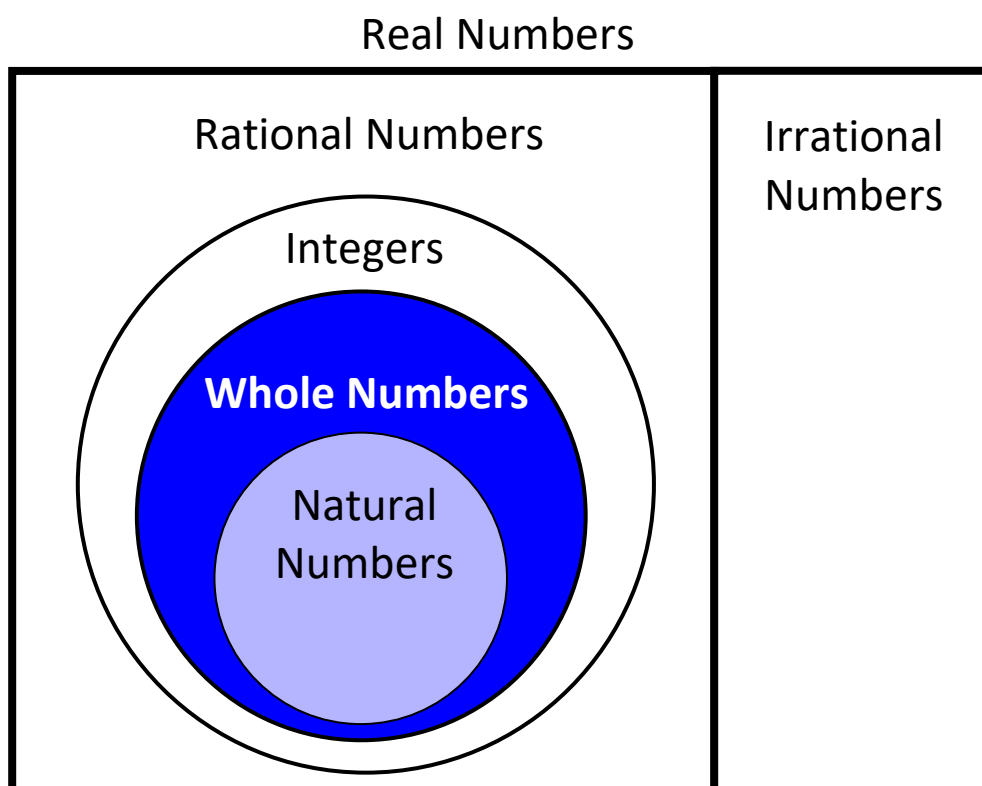 Real Numbers
Rational Numbers
Irrational
Numbers
Integers
Whole Numbers
Natural
Numbers